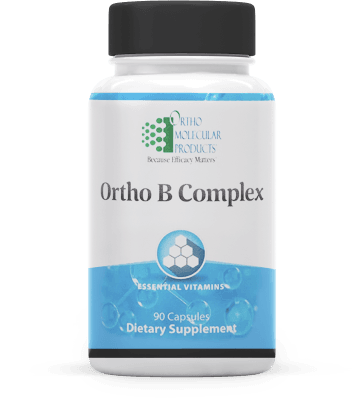 ORTHO
MOLECULAR
PRODUCTS
Because Efficacy Matters
Ortho B Complex
ESSENTIAL VITAMINS
90 Capsules
Dietary Supplement